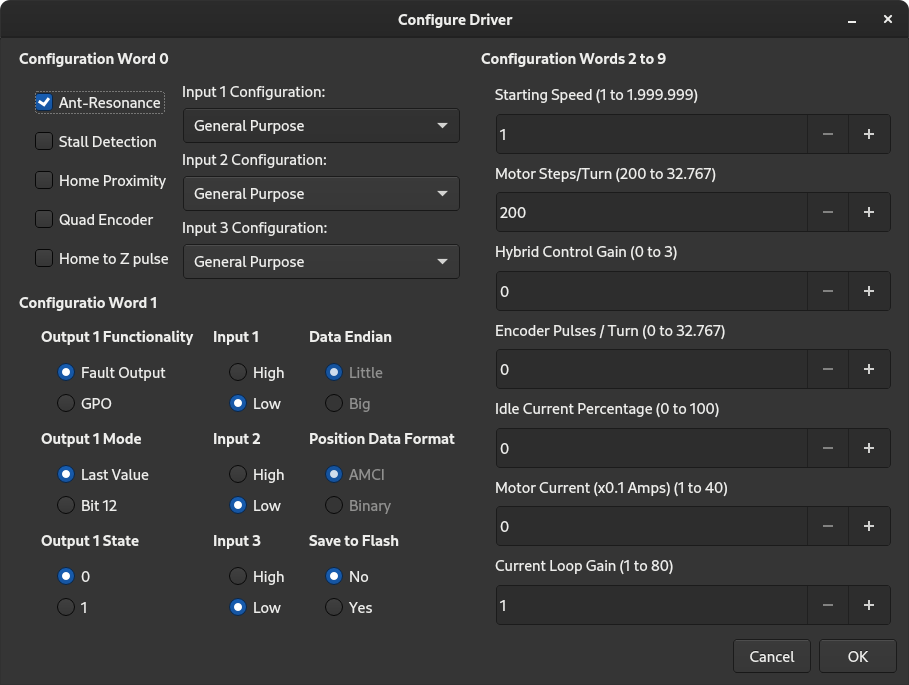 Configure Driver
Configuration Word 0
Ant-Resonance
Stall Detection
Home Proximity
Quad Encoder
Home to Z pulse
Input 1 Configuration:
General Purpose
Input 2 Configuration:
General Purpose
Input 3 Configuration:
General Purpose
Configuratio Word 1
Output 1 Functionality
Fault Output
GPO
Input 1
High
Low
Data Endian
Little
Big
Output 1 Mode
Last Value
Bit 12
Input 2
High
Low
Position Data Format
AMCI
Binary
Output 1 State
0
1
Input 3
High
Low
Save to Flash
No
Yes
Configuration Words 2 to 9
Starting Speed (1 to 1.999.999)
1
Motor Steps/Turn (200 to 32.767)
200
Hybrid Control Gain (0 to 3)
0
Encoder Pulses / Turn (0 to 32.767)
0
Idle Current Percentage (0 to 100)
0
Motor Current (x0.1 Amps) (1 to 40)
0
Current Loop Gain (1 to 80)
1
Cancel
OK